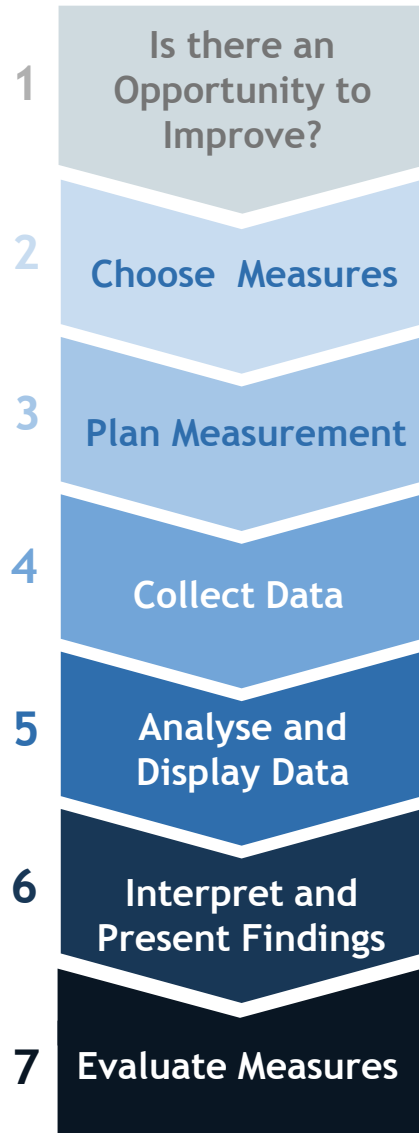 1
Is there an
Opportunity to
Improve?
2
Choose Measures
3
Plan Measurement
4
Collect Data
5
Analyse and
Display Data
6
Interpret and
Present Findings
7
Evaluate Measures